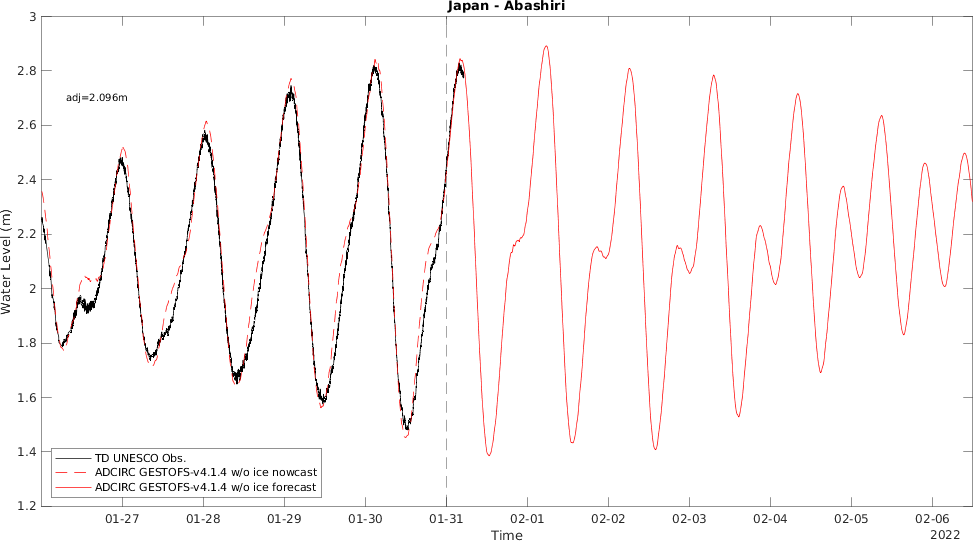 Japan - Abashiri
3
2.8
2.6
2.4
2.2
2
1.8
1.6
1.4
1.2
Water Level (m)
adj=2.096m
TD UNESCO Obs.
ADCIRC GESTOFS-v4.1.4 w/o ice nowcast
ADCIRC GESTOFS-v4.1.4 w/o ice forecast
01-27 01-28 01-29 01-30 01-31 02-01 02-02 02-03 02-04 02-05 02-06
Time
2022